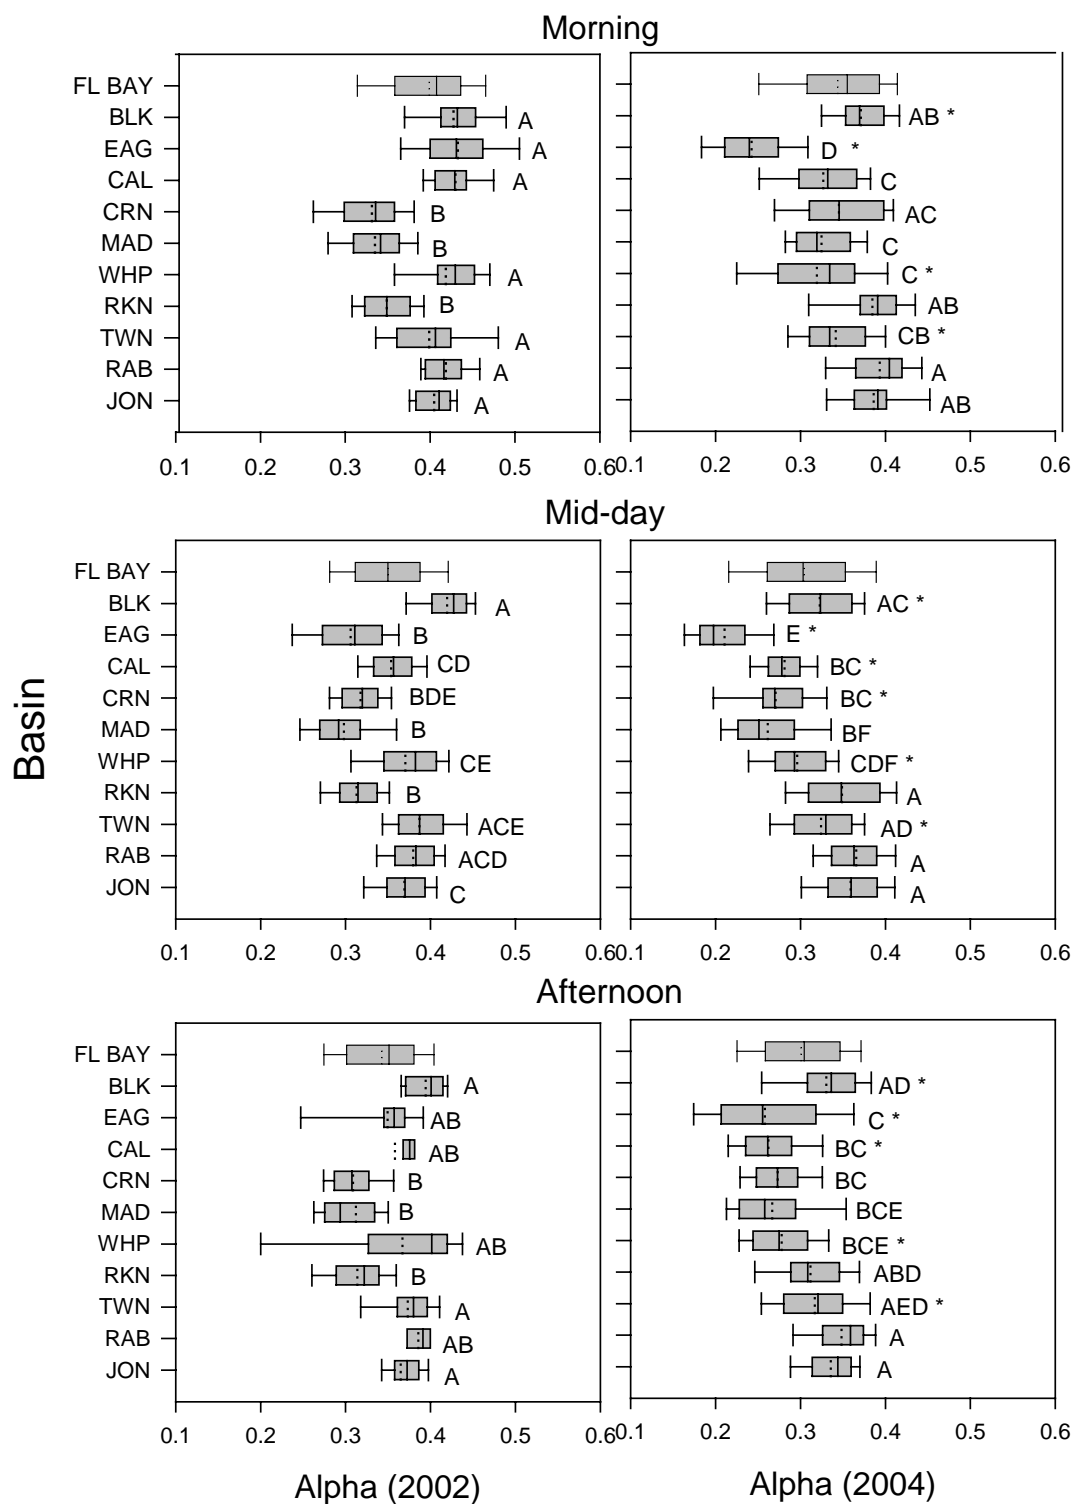 Morning
FL BAY
BLK A AB *
EAG A D *
CAL A C
CRN B AC
MAD B C
WHP A C *
RKN B AB
TWN A CB *
RAB A A
JON A AB
0.1 0.2 0.3 0.4 0.5 0.6 0.1 0.2 0.3 0.4 0.5 0.6
Mid-day
FL BAY
BLK A AC *
EAG B E *
CAL CD BC *
CRN BDE BC *
MAD B BF
WHP CE CDF *
RKN B A
TWN ACE AD *
RAB ACD A
JON C A
0.1 0.2 0.3 0.4 0.5 0.6 0.1 0.2 0.3 0.4 0.5 0.6
Basin
Afternoon
FL BAY
BLK A AD *
EAG AB C *
CAL AB BC *
CRN B BC
MAD B BCE
WHP AB BCE *
RKN B ABD
TWN A AED *
RAB AB A
JON A A
0.1 0.2 0.3 0.4 0.5 0.6 0.1 0.2 0.3 0.4 0.5 0.6
Alpha (2002) Alpha (2004)